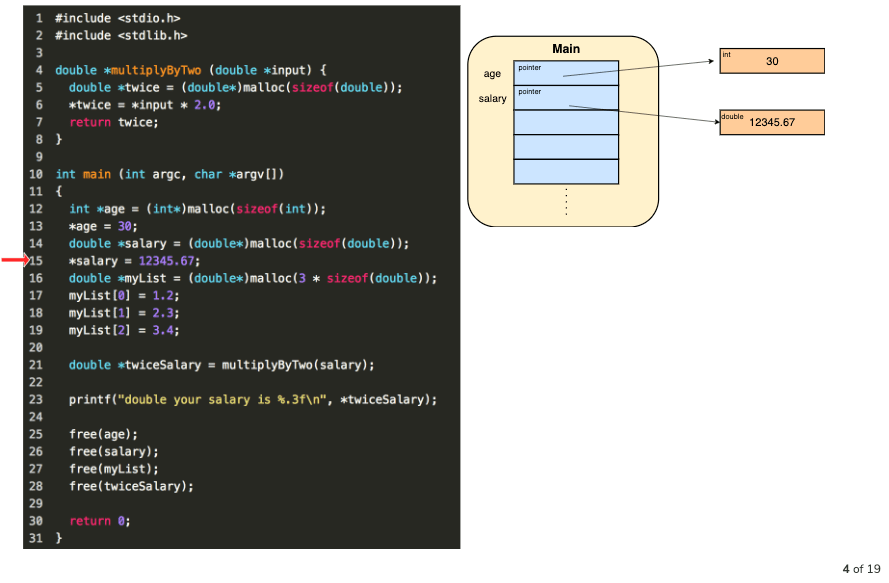 1 #include <stdio.h>
2 #include <stdlib.h>
3
4 double *multiplyByTwo (double *input) {
5   double *twice = (double*)malloc(sizeof(double));
6   *twice = *input * 2.0;
7   return twice;
8 }
9
10 int main (int argc, char *argv[])
11 {
12   int *age = (int*)malloc(sizeof(int));
13   *age = 30;
14   double *salary = (double*)malloc(sizeof(double));
15   *salary = 12345.67;
16   double *myList = (double*)malloc(3 * sizeof(double));
17   myList[0] = 1.2;
18   myList[1] = 2.3;
19   myList[2] = 3.4;
20
21   double *twiceSalary = multiplyByTwo(salary);
22
23   printf("double your salary is %.3f\n", *twiceSalary);
24
25   free(age);
26   free(salary);
27   free(myList);
28   free(twiceSalary);
29
30   return 0;
31 }
Main
age
pointer
salary
pointer
int
30
double
12345.67
4 of 19